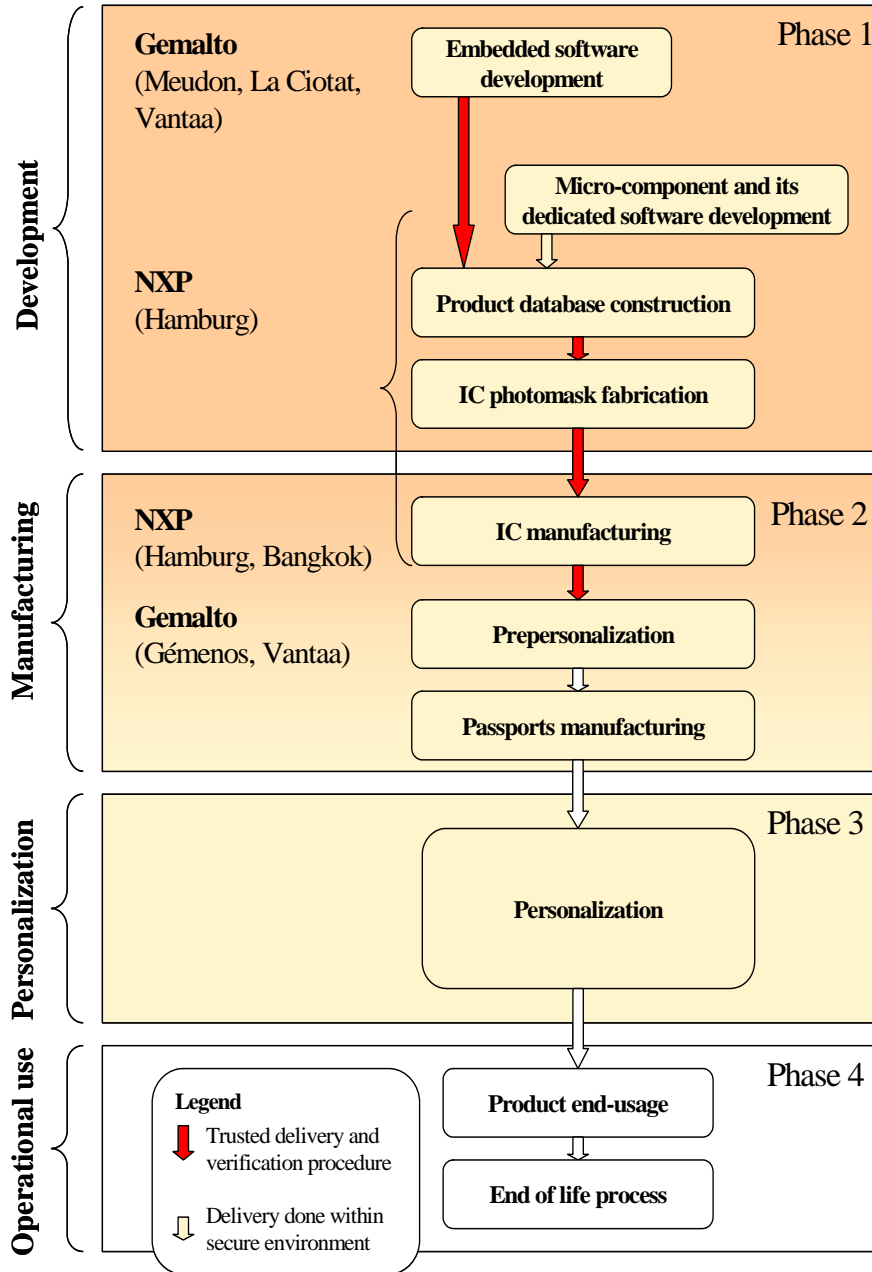 Development
Phase 1
Gemalto
(Meudon, La Ciotat,
Vantaa)
Embedded software
development
Micro-component and its
dedicated software development
NXP
(Hamburg)
Product database construction
IC photomask fabrication
Manufacturing
Phase 2
NXP
(Hamburg, Bangkok)
IC manufacturing
Gemalto
(Gémenos, Vantaa)
Prepersonalization
Passports manufacturing
Personalization
Phase 3
Personalization
Operational use
Phase 4
Product end-usage
End of life process
Legend
Trusted delivery and
verification procedure
Delivery done within
secure environment